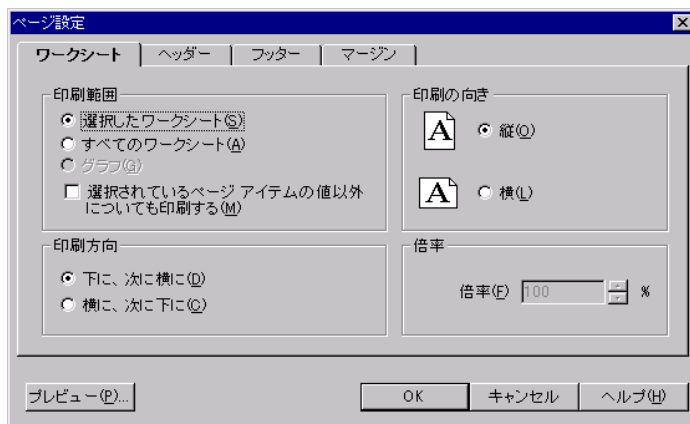 ページ設定
ワークシート ヘッダー フッター マージン
印刷範囲
選択したワークシート(S)
すべてのワークシート(A)
グラフ(G)
選択されているページ アイテムの値以外
についても印刷する(M)
印刷の向き
A 縦(O)
A 横(L)
印刷方向
下に、次に横に(D)
横に、次に下に(C)
倍率
倍率(F) 100 %
プレビュー(P)... OK キャンセル ヘルプ(H)